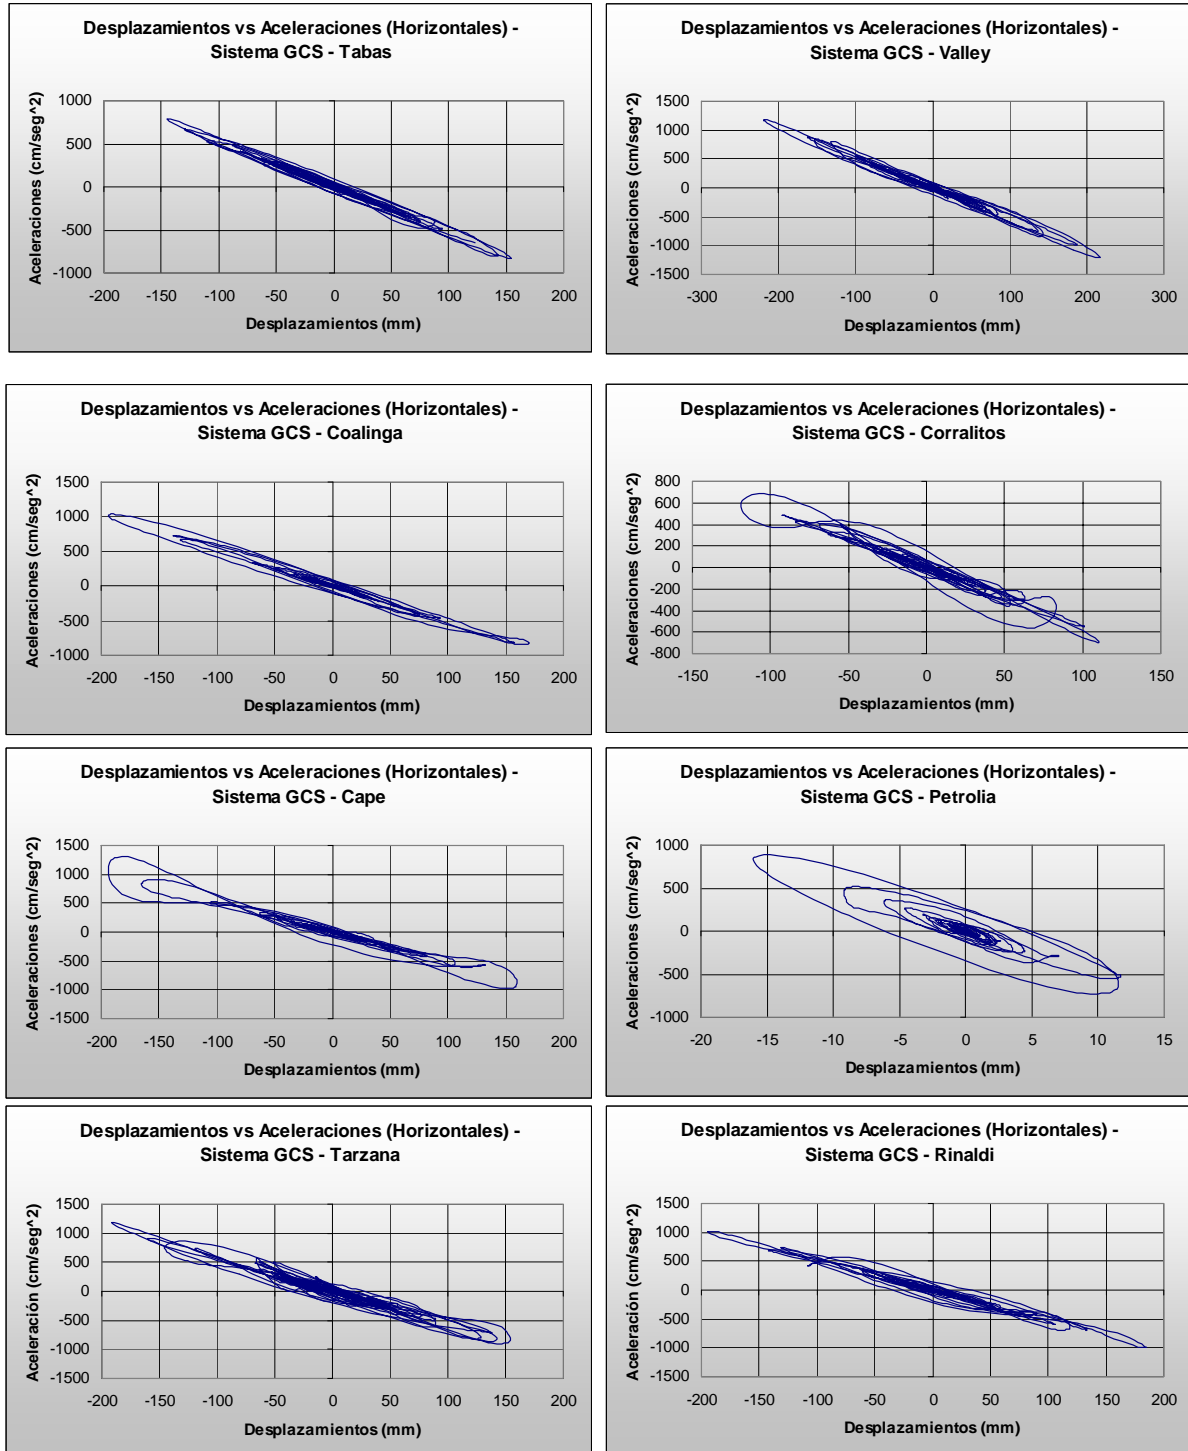 Desplazamientos vs Aceleraciones (Horizontales) -
Sistema GCS - Tabas
Aceleraciones (cm/seg^2)
1000
500
0
-500
-1000
-200 -150 -100 -50 0 50 100 150 200
Desplazamientos (mm)
Desplazamientos vs Aceleraciones (Horizontales) -
Sistema GCS - Valley
Aceleraciones (cm/seg^2)
1500
1000
500
0
-500
-1000
-1500
-300 -200 -100 0 100 200 300
Desplazamientos (mm)
Desplazamientos vs Aceleraciones (Horizontales) -
Sistema GCS - Coalinga
Aceleraciones (cm/seg^2)
1500
1000
500
0
-500
-1000
-200 -150 -100 -50 0 50 100 150 200
Desplazamientos (mm)
Desplazamientos vs Aceleraciones (Horizontales) -
Sistema GCS - Corralitos
Aceleraciones (cm/seg^2)
800
600
400
200
0
-200
-400
-600
-800
-150 -100 -50 0 50 100 150
Desplazamientos (mm)
Desplazamientos vs Aceleraciones (Horizontales) -
Sistema GCS - Cape
Aceleraciones (cm/seg^2)
1500
1000
500
0
-500
-1000
-1500
-200 -150 -100 -50 0 50 100 150 200
Desplazamientos (mm)
Desplazamientos vs Aceleraciones (Horizontales) -
Sistema GCS - Petrolia
Aceleraciones (cm/seg^2)
1000
500
0
-500
-1000
-20 -15 -10 -5 0 5 10 15
Desplazamientos (mm)
Desplazamientos vs Aceleraciones (Horizontales) -
Sistema GCS - Tarzana
Aceleración (cm/seg^2)
1500
1000
500
0
-500
-1000
-1500
-200 -150 -100 -50 0 50 100 150 200
Desplazamientos (mm)
Desplazamientos vs Aceleraciones (Horizontales) -
Sistema GCS - Rinaldi
Aceleraciones (cm/seg^2)
1500
1000
500
0
-500
-1000
-1500
-200 -150 -100 -50 0 50 100 150 200
Desplazamientos (mm)